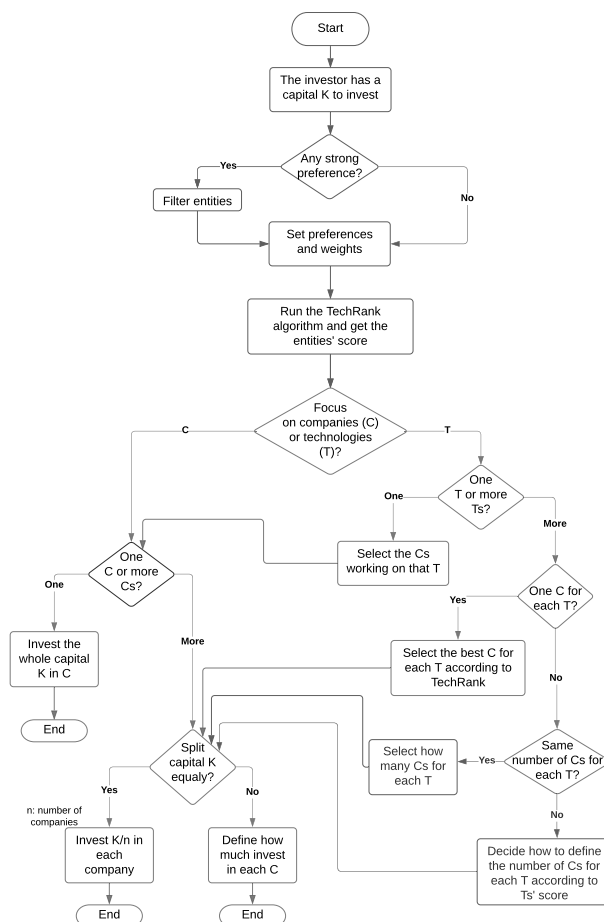 Start
The investor has a
capital K to invest
Any strong
preference?
Yes
No
Filter entities
Set preferences
and weights
Run the TechRank
algorithm and get the
entities' score
Focus
on companies (C)
or technologies
(T)?
C
T
One
T or more
Ts?
One
More
Select the Cs
working on that T
One
C or more
Cs?
One C for
each T?
One
Yes
Invest the
whole capital
K in C
More
Select the best C for
each T according to
TechRank
No
End
Split
capital K
equaly?
Select how
many Cs for
each T
Yes
Same
number of Cs for
each T?
Yes
No
n: number of
companies
No
Invest K/n in
each
company
Define how
much invest
in each C
Decide how to define
the number of Cs for
each T according to
Ts' score
End
End